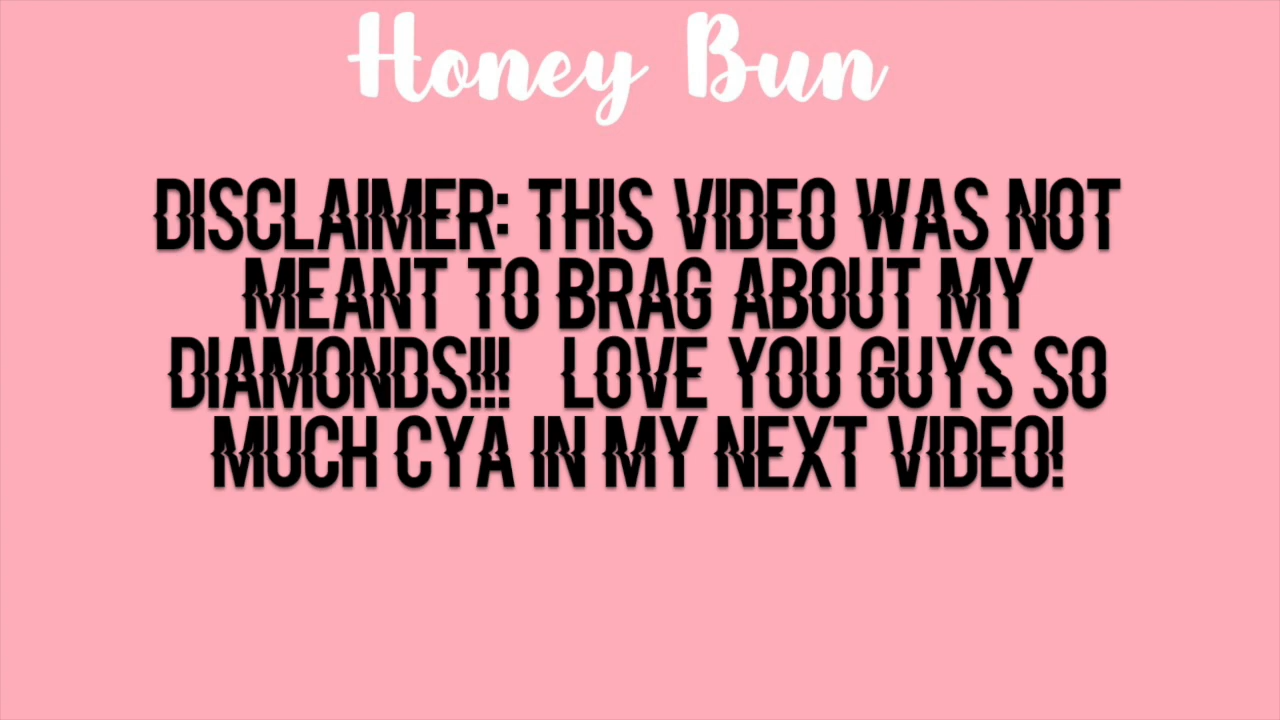 Honey Bun
DISCLAIMER: THIS VIDEO WAS NOT
MEANT TO BRAG ABOUT MY
DIAMONDS!!! LOVE YOU GUYS SO
MUCH CYA IN MY NEXT VIDEO!